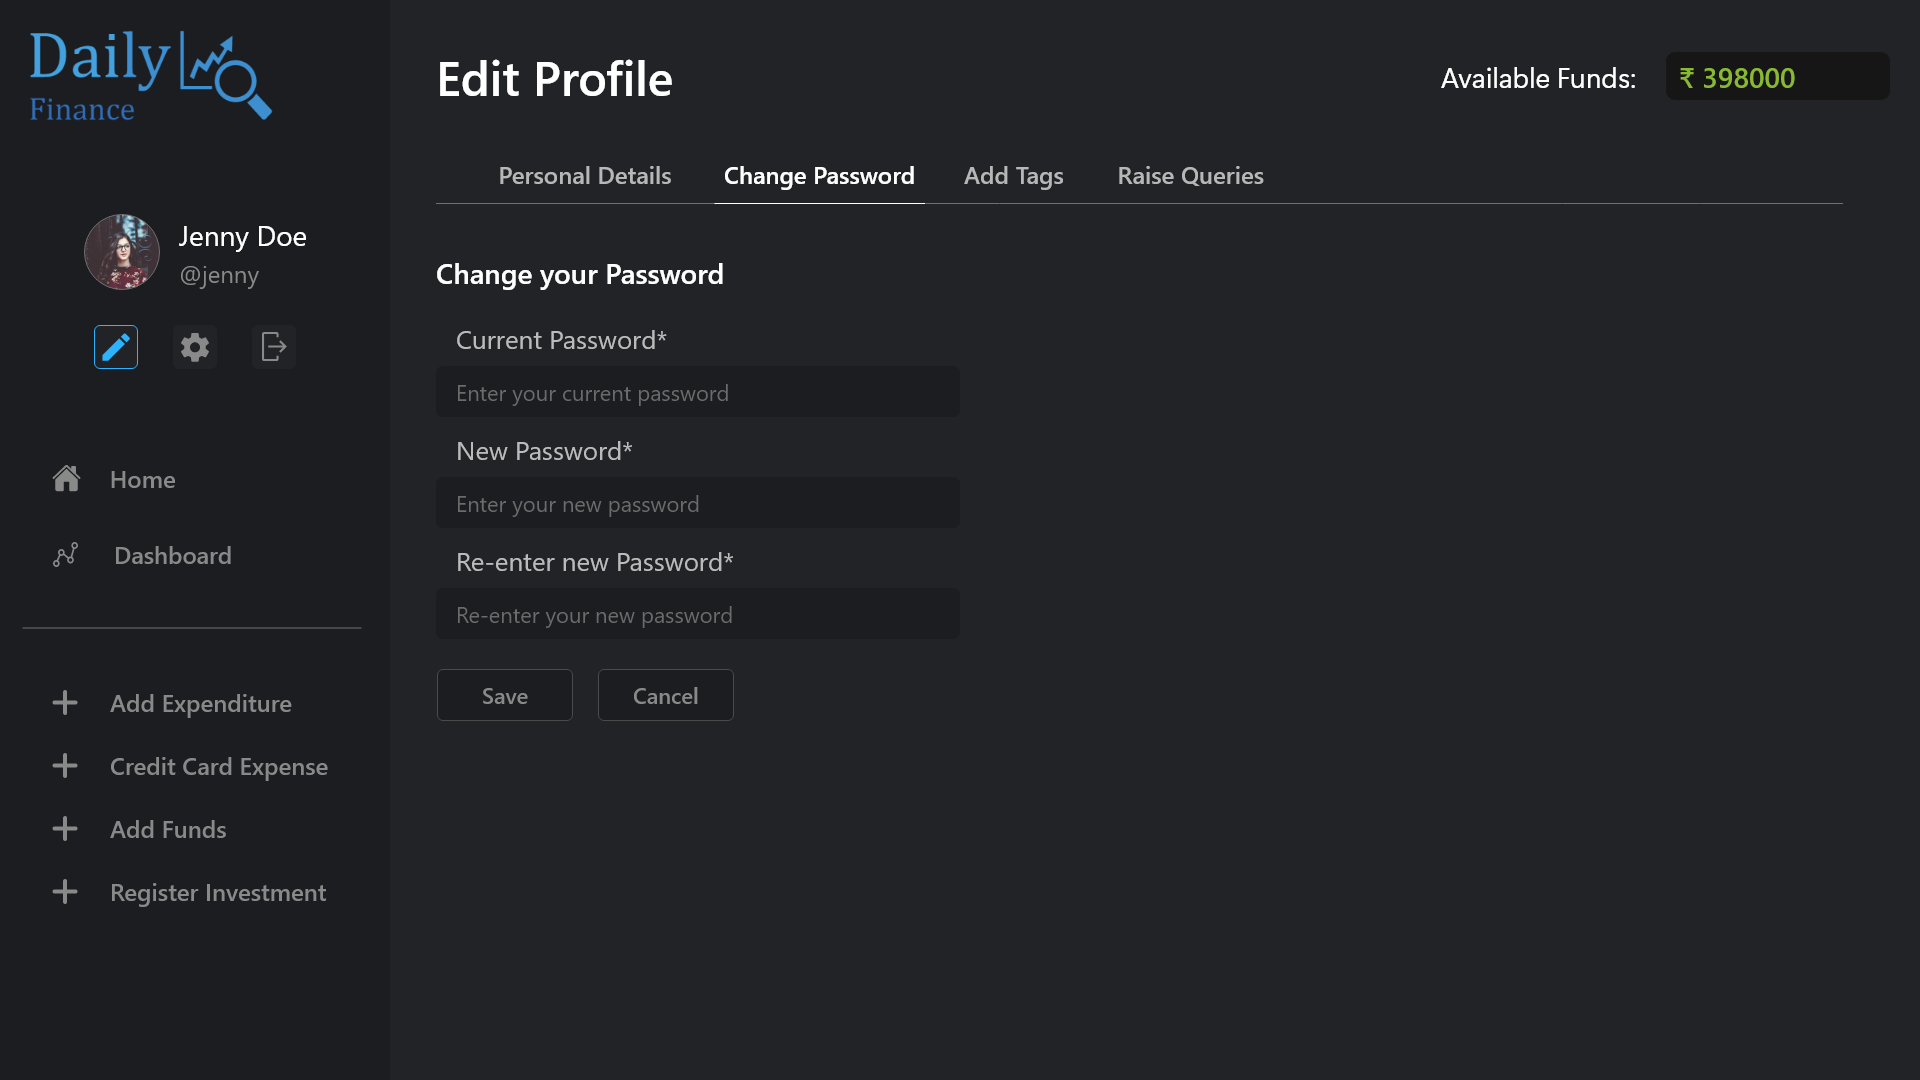 Daily
Finance
Jenny Doe
@jenny
Home
Dashboard
Add Expenditure
Credit Card Expense
Add Funds
Register Investment
Edit Profile
Available Funds: ₹ 398000
Personal Details Change Password Add Tags Raise Queries
Change your Password
Current Password*
Enter your current password
New Password*
Enter your new password
Re-enter new Password*
Re-enter your new password
Save Cancel